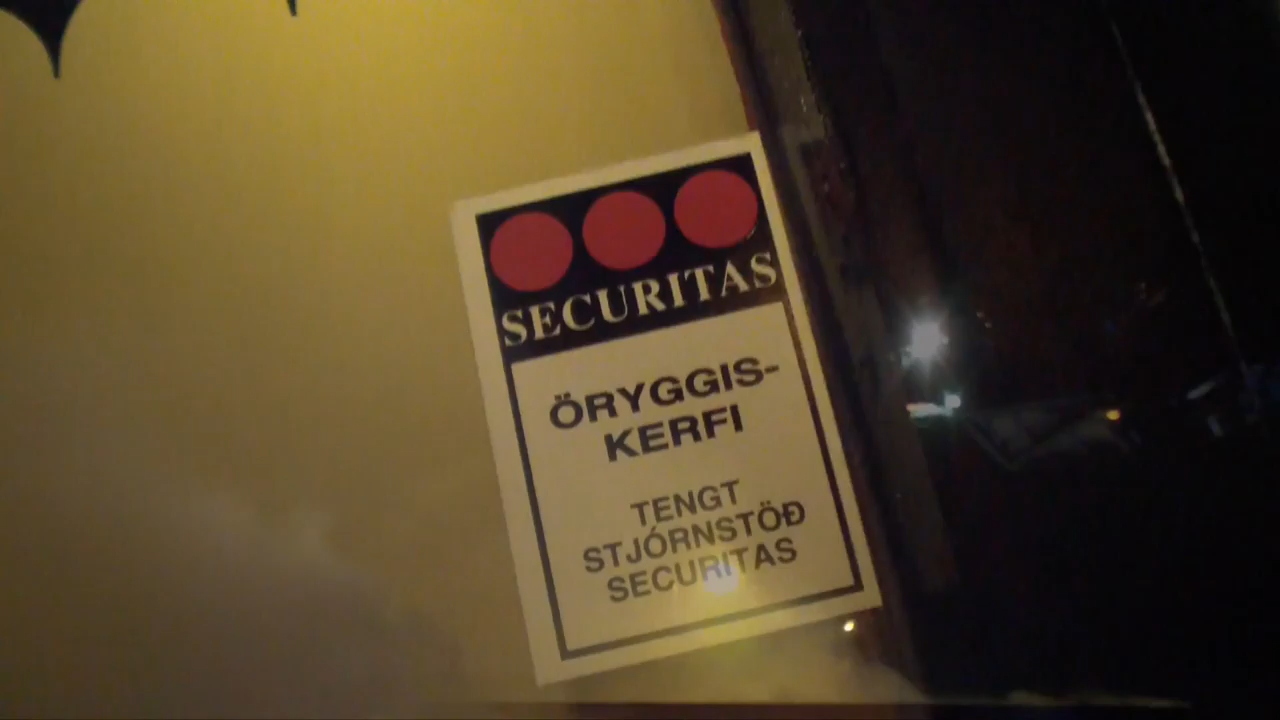 SECURITAS
ÖRYGGIS-
KERFI
TENGT
STJÓRNSTÖÐ
SECURITAS